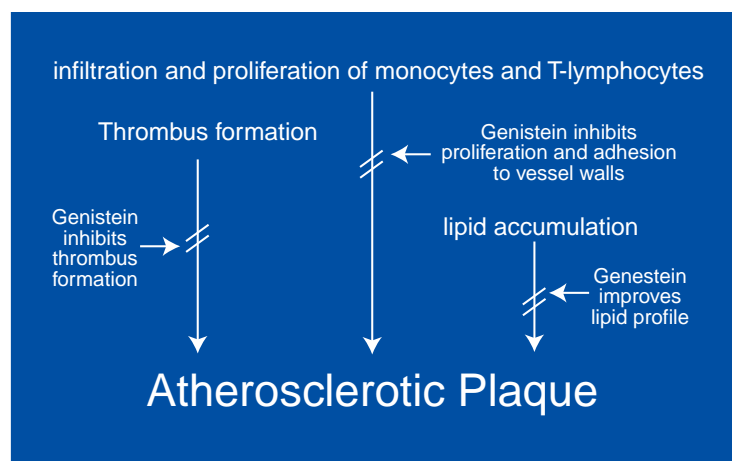 infiltration and proliferation of monocytes and T-lymphocytes
Thrombus formation
Genistein inhibits
proliferation and adhesion
to vessel walls
Genistein
inhibits
thrombus
formation
lipid accumulation
Genestein
improves
lipid profile
Atherosclerotic Plaque